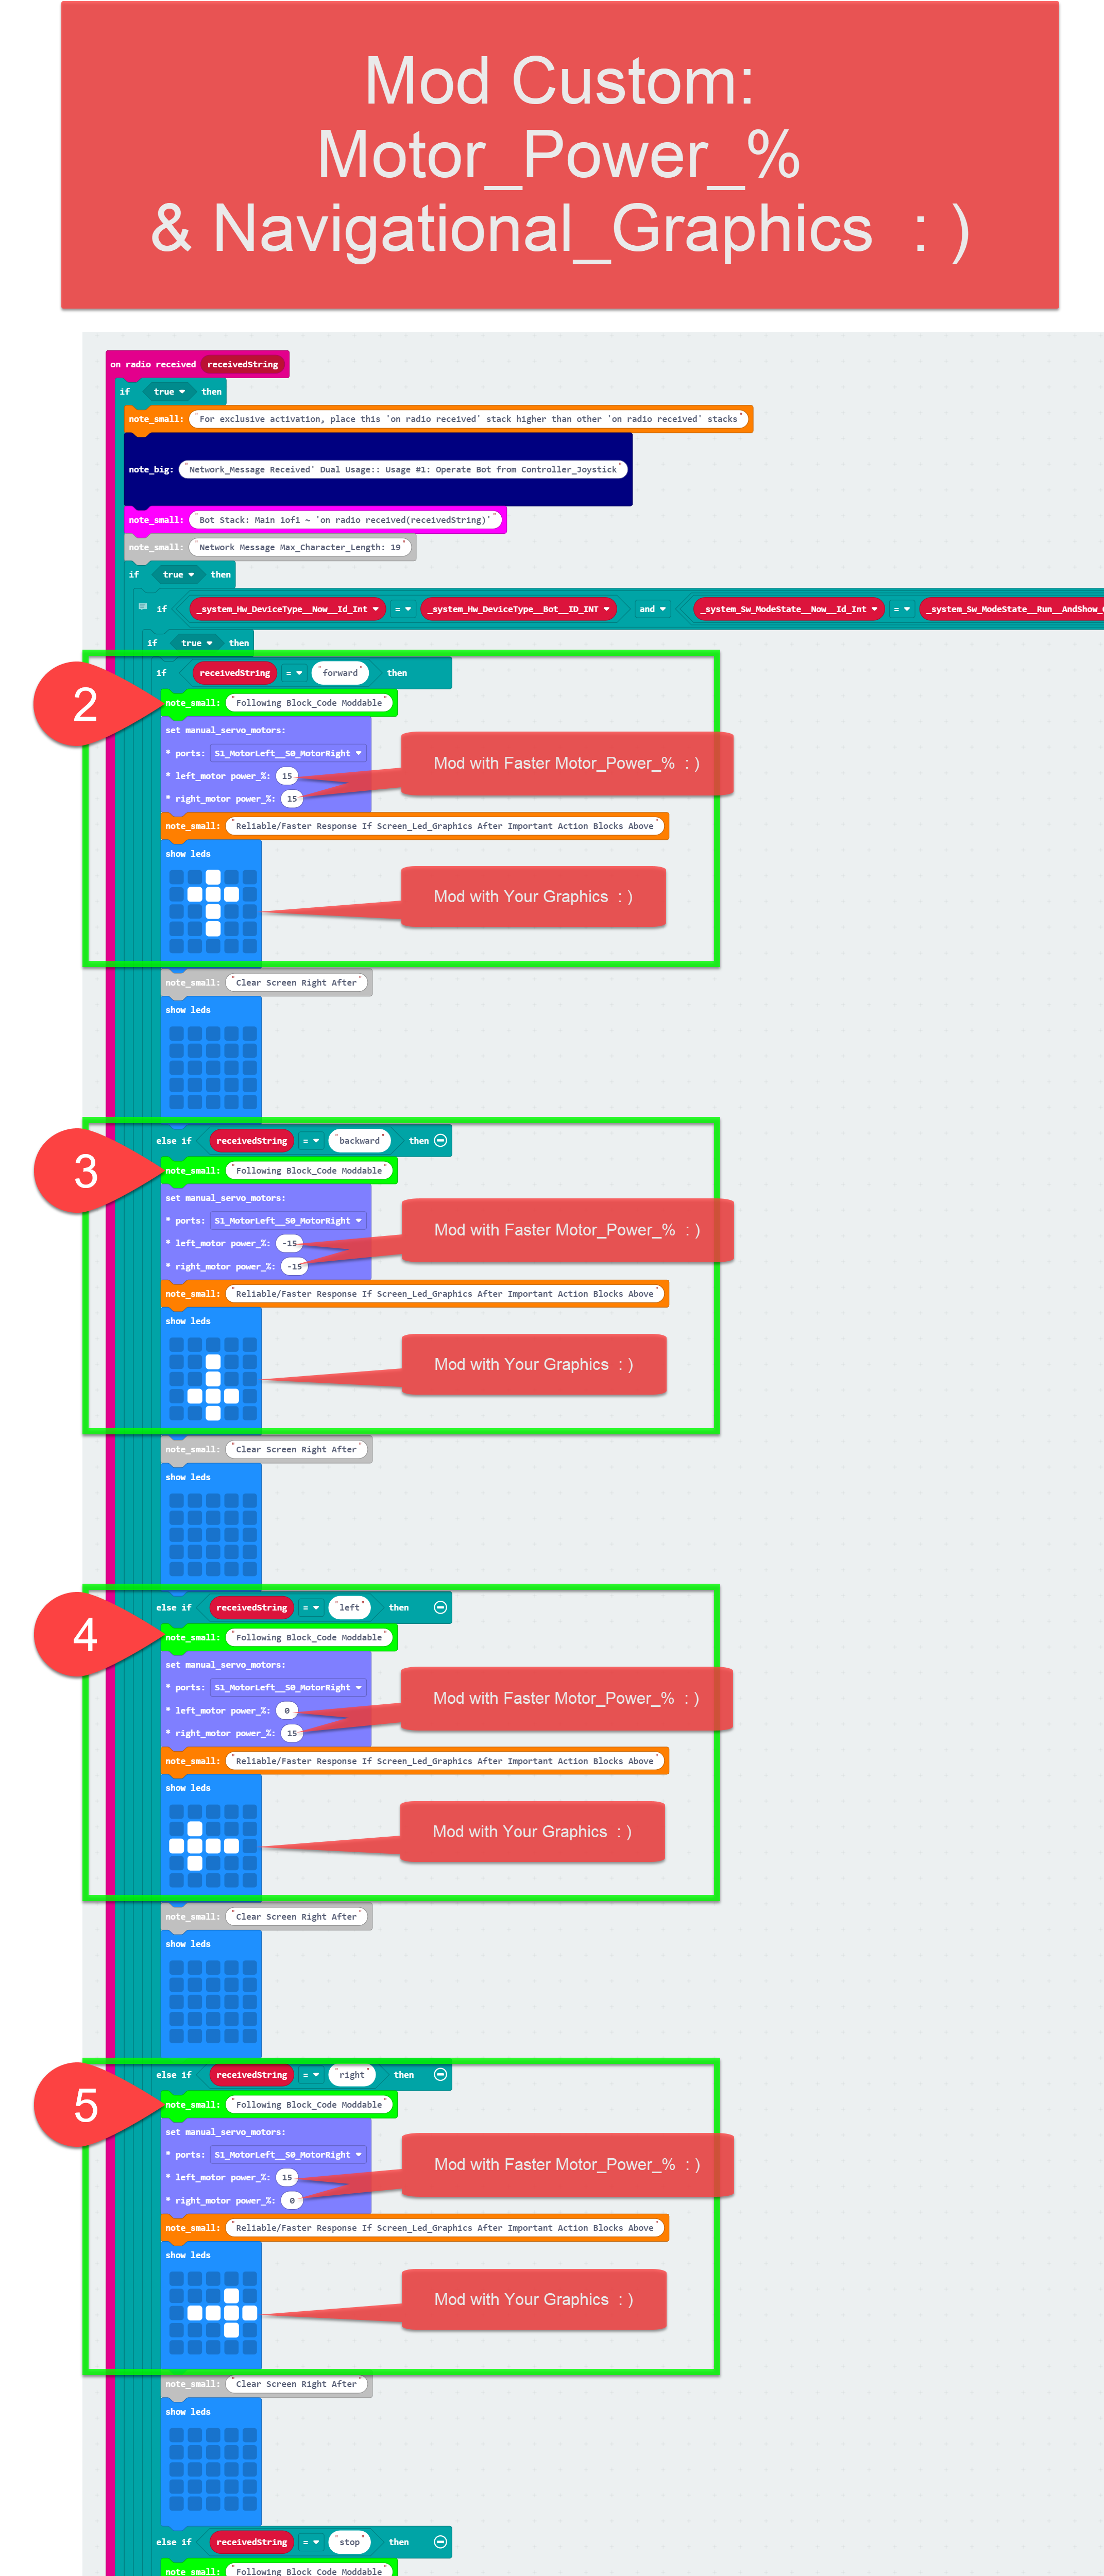 Mod Custom:
Motor_Power_%
& Navigational_Graphics : )
on radio received receivedString
if true then
note_small: "For exclusive activation, place this 'on radio received' stack higher than other 'on radio received' stacks"
note_big: "Network_Message Received' Dual Usage:: Usage #1: Operate Bot from Controller_Joystick"
note_small: "Bot Stack: Main 1of1 ~ 'on radio received(receivedString)'"
note_small: "Network Message Max_Character_Length: 19"
if true then
if _system_Hw_DeviceType__Now__Id_Int = _system_Hw_DeviceType__Bot__ID_INT and _system_Sw_ModeState__Now__Id_Int = _system_Sw_ModeState__Run__AndShow_
if true then
if receivedString = "forward" then
2
note_small: "Following Block_Code Moddable"
set manual_servo_motors:
* ports: S1_MotorLeft__S0_MotorRight
Mod with Faster Motor_Power_% : )
* left_motor power_%: 15
* right_motor power_%: 15
note_small: "Reliable/Faster Response If Screen_Led_Graphics After Important Action Blocks Above"
show leds
Mod with Your Graphics : )
note_small: "Clear Screen Right After"
show leds
else if receivedString = "backward" then
3
note_small: "Following Block_Code Moddable"
set manual_servo_motors:
* ports: S1_MotorLeft__S0_MotorRight
Mod with Faster Motor_Power_% : )
* left_motor power_%: -15
* right_motor power_%: -15
note_small: "Reliable/Faster Response If Screen_Led_Graphics After Important Action Blocks Above"
show leds
Mod with Your Graphics : )
note_small: "Clear Screen Right After"
show leds
else if receivedString = "left" then
4
note_small: "Following Block_Code Moddable"
set manual_servo_motors:
* ports: S1_MotorLeft__S0_MotorRight
Mod with Faster Motor_Power_% : )
* left_motor power_%: 0
* right_motor power_%: 15
note_small: "Reliable/Faster Response If Screen_Led_Graphics After Important Action Blocks Above"
show leds
Mod with Your Graphics : )
note_small: "Clear Screen Right After"
show leds
else if receivedString = "right" then
5
note_small: "Following Block_Code Moddable"
set manual_servo_motors:
* ports: S1_MotorLeft__S0_MotorRight
Mod with Faster Motor_Power_% : )
* left_motor power_%: 15
* right_motor power_%: 0
note_small: "Reliable/Faster Response If Screen_Led_Graphics After Important Action Blocks Above"
show leds
Mod with Your Graphics : )
note_small: "Clear Screen Right After"
show leds
else if receivedString = "stop" then
note_small: "Following Block_Code Moddable"